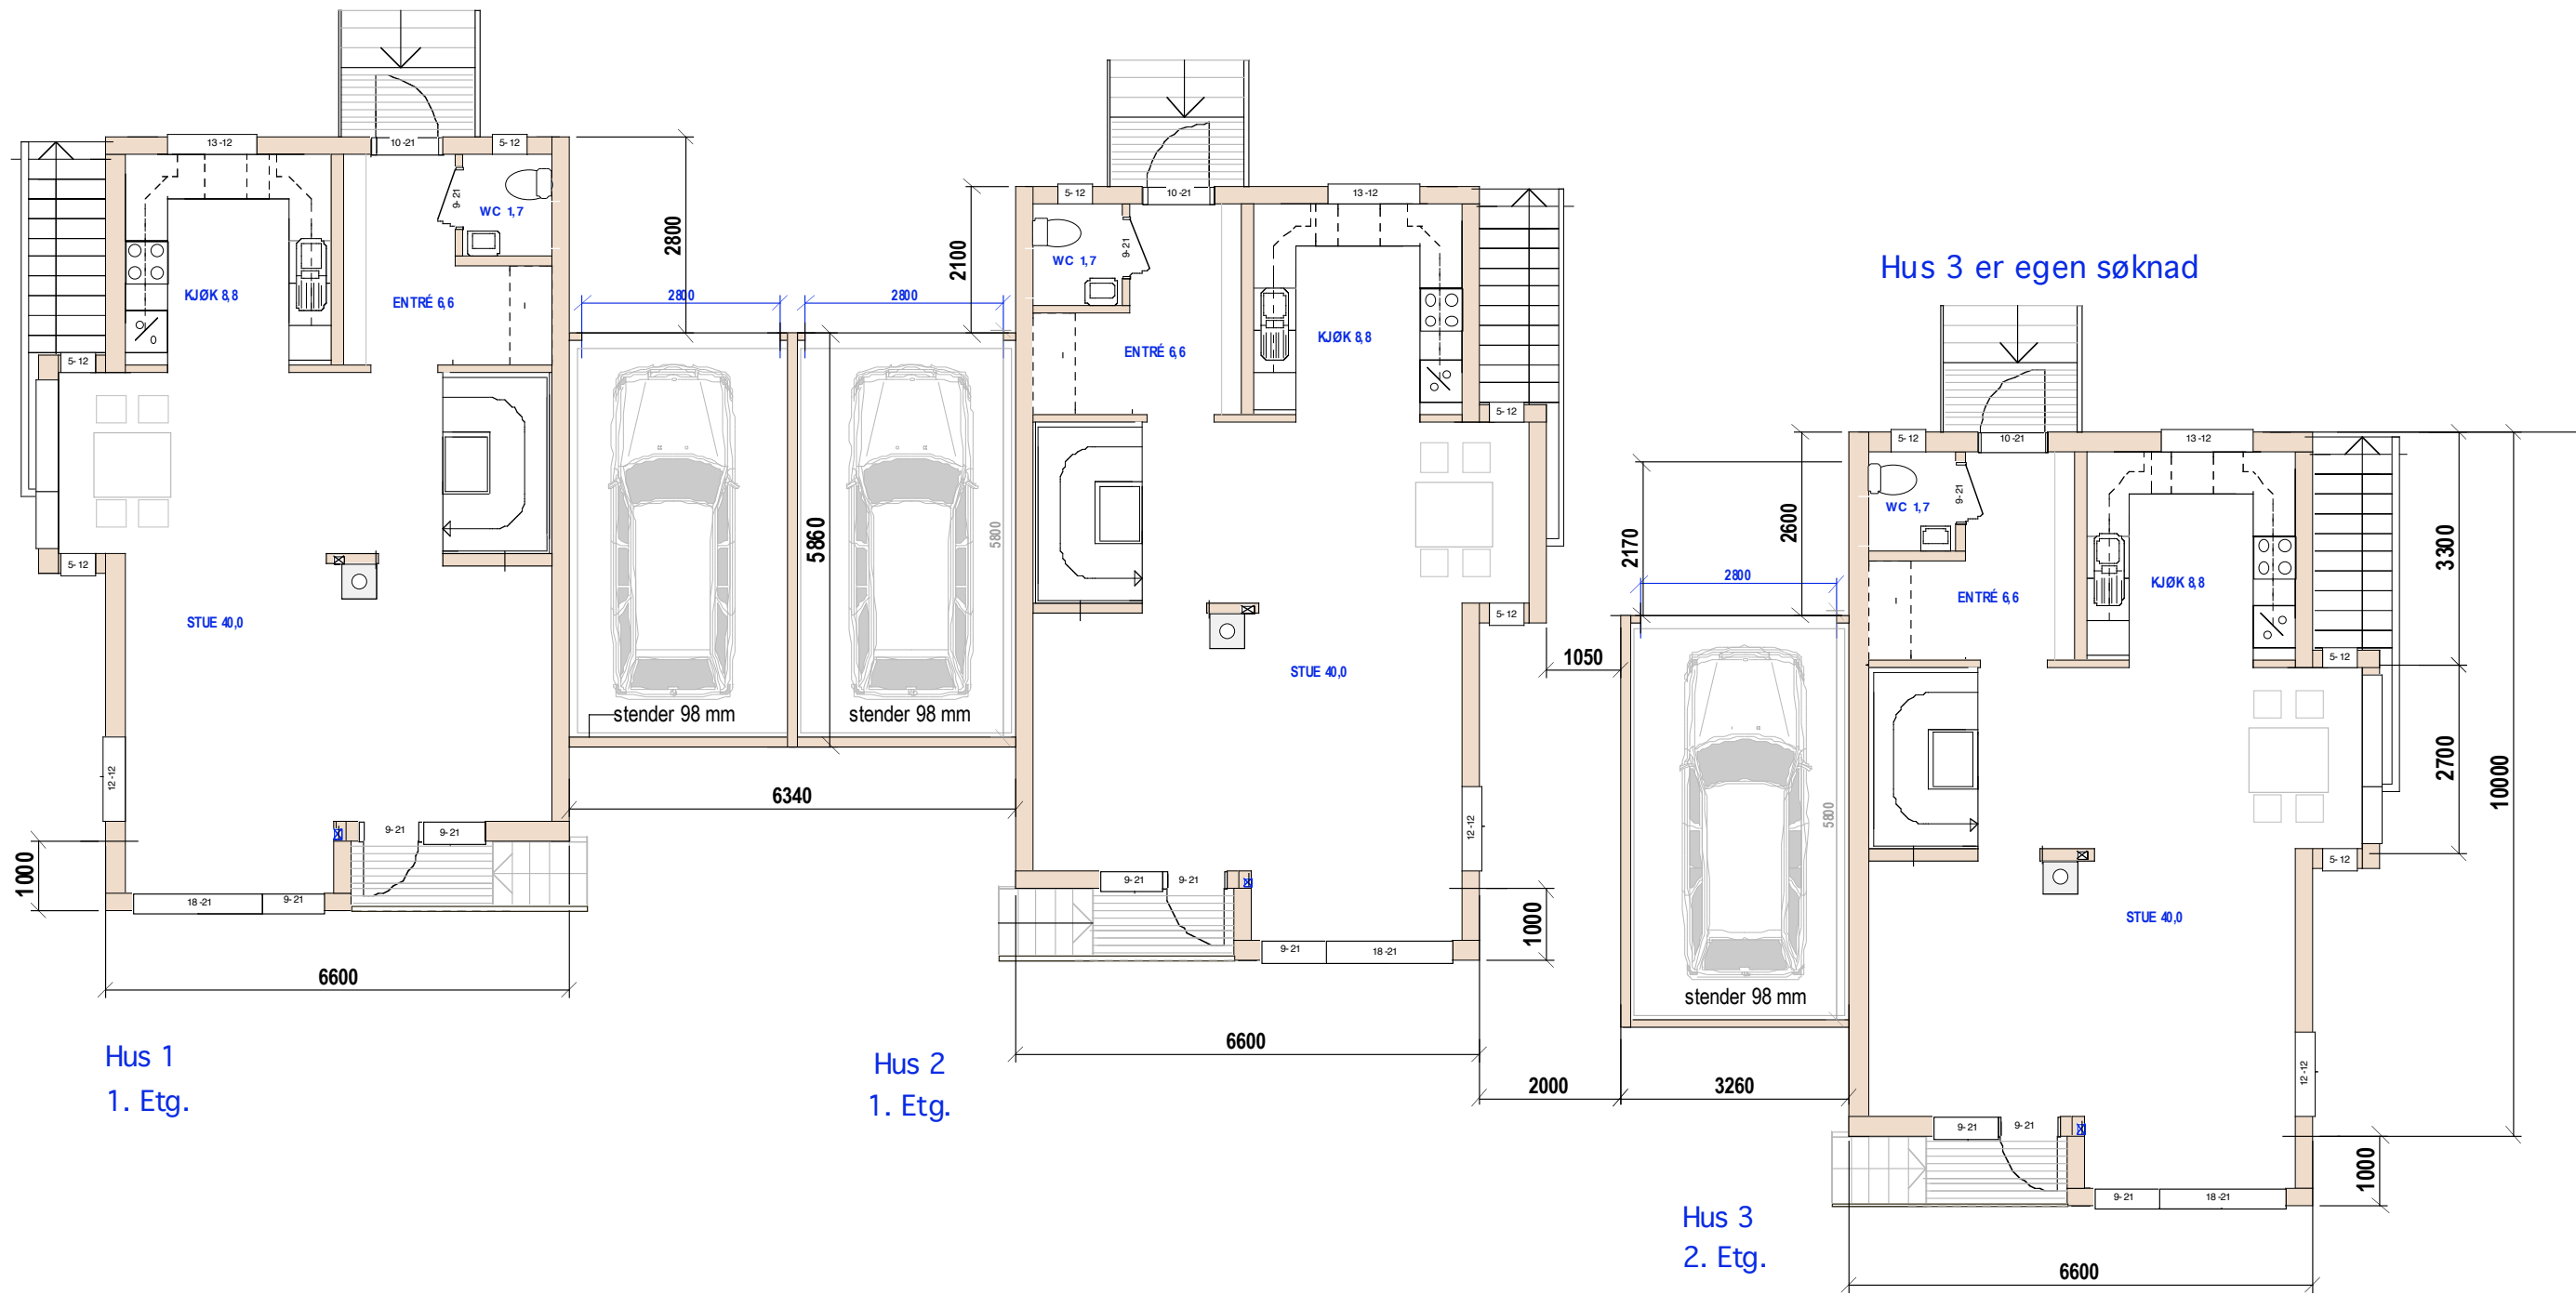 13-12
10-21
5-12
9-21
WC 1,7
KJØK 8,8
ENTRÉ 6,6
5-12
5-12
STUE 40,0
12-12
9-21
9-21
18-21
9-21
1000
6600
Hus 1
1. Etg.
2800
2800
2800
5860
5800
stender 98 mm
stender 98 mm
6340
2100
5-12
10-21
13-12
9-21
WC 1,7
ENTRÉ 6,6
KJØK 8,8
5-12
5-12
STUE 40,0
12-12
9-21
9-21
9-21
18-21
1000
6600
Hus 2
1. Etg.
1050
2000
3260
Hus 3 er egen søknad
2170
2600
2800
5800
stender 98 mm
5-12
10-21
13-12
9-21
WC 1,7
ENTRÉ 6,6
KJØK 8,8
5-12
5-12
STUE 40,0
12-12
9-21
9-21
9-21
18-21
3300
2700
10000
1000
6600
Hus 3
2. Etg.